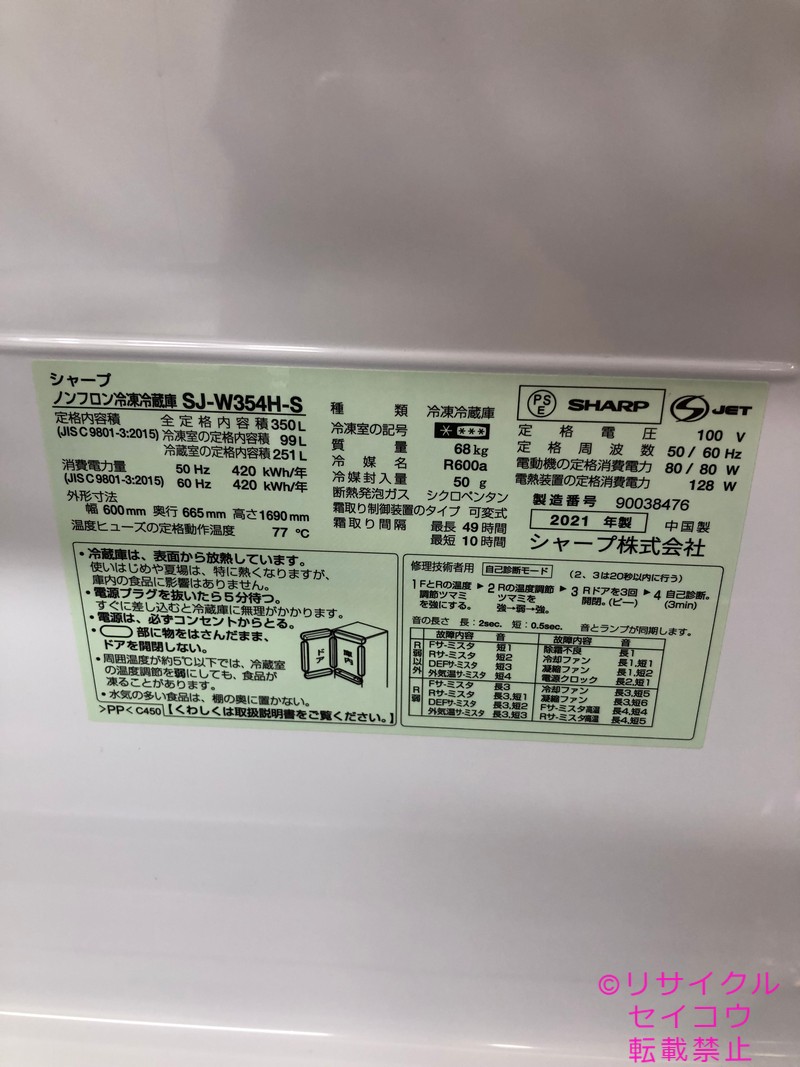 シャープ
ノンフロン冷凍冷蔵庫 SJ-W354H-S
定格内容積 全定格内容積 350L
(JIS C 9801-3:2015) 冷凍室の定格内容積 99L
冷蔵室の定格内容積 251L
消費電力量 50 Hz 420 kWh/年
(JIS C 9801-3:2015) 60 Hz 420 kWh/年
外形寸法
幅 600mm 奥行 665mm 高さ1690mm
温度ヒューズの定格動作温度 77 ℃
種類 冷凍冷蔵庫
冷凍室の記号 * ***
質量 68kg
冷媒名 R600a
冷媒封入量 50 g
断熱発泡ガス シクロペンタン
霜取り制御装置のタイプ 可変式
霜取り間隔 最長 49時間
最短 10時間
PSE SHARP S JET
定格電圧 100 V
定格周波数 50 / 60 Hz
電動機の定格消費電力 80 / 80 W
電熱装置の定格消費電力 128 W
製造番号 90038476
2021 年製 中国製
シャープ株式会社
・冷蔵庫は、表面から放熱しています。
使いはじめや夏場は、特に熱くなりますが、
庫内の食品に影響はありません。
・電源プラグを抜いたら5分待つ。
すぐに差し込むと冷蔵庫に無理がかかります。
・電源は、必ずコンセントからとる。
・部に物をはさんだまま、
ドアを開閉しない。
ドア 庫内
・周囲温度が約5℃以下では、冷蔵室
の温度調節を弱にしても、食品が
凍ることがあります。
・水気の多い食品は、棚の奥に置かない。
>PP< C450 【くわしくは取扱説明書をご覧ください。】
修理技術者用 自己診断モード (2、3は20秒以内に行う)
1 FとRの温度調節ツマミを強にする。 ▶ 2 Rの温度調節ツマミを強→弱→強。 ▶ 3 Rドアを3回開閉。(ピー) ▶ 4 自己診断。(3min)
音の長さ 長:2sec. 短:0.5sec. 音とランプが同期します。
故障内容 音 故障内容 音
R弱以外 Fサーミスタ 短1 除霜不良 長1
Rサーミスタ 短2 冷却ファン 長1、短1
DEFサーミスタ 短3 凝縮ファン 長1、短2
外気温サーミスタ 短4 電源クロック 長2、短1
R弱 Fサーミスタ 長3 冷却ファン 長3、短5
Rサーミスタ 長3、短1 凝縮ファン 長3、短6
DEFサーミスタ 長3、短2 Fサーミスタ高温 長4、短4
外気温サーミスタ 長3、短3 Rサーミスタ高温 長4、短5
©リサイクル
セイコウ
転載禁止